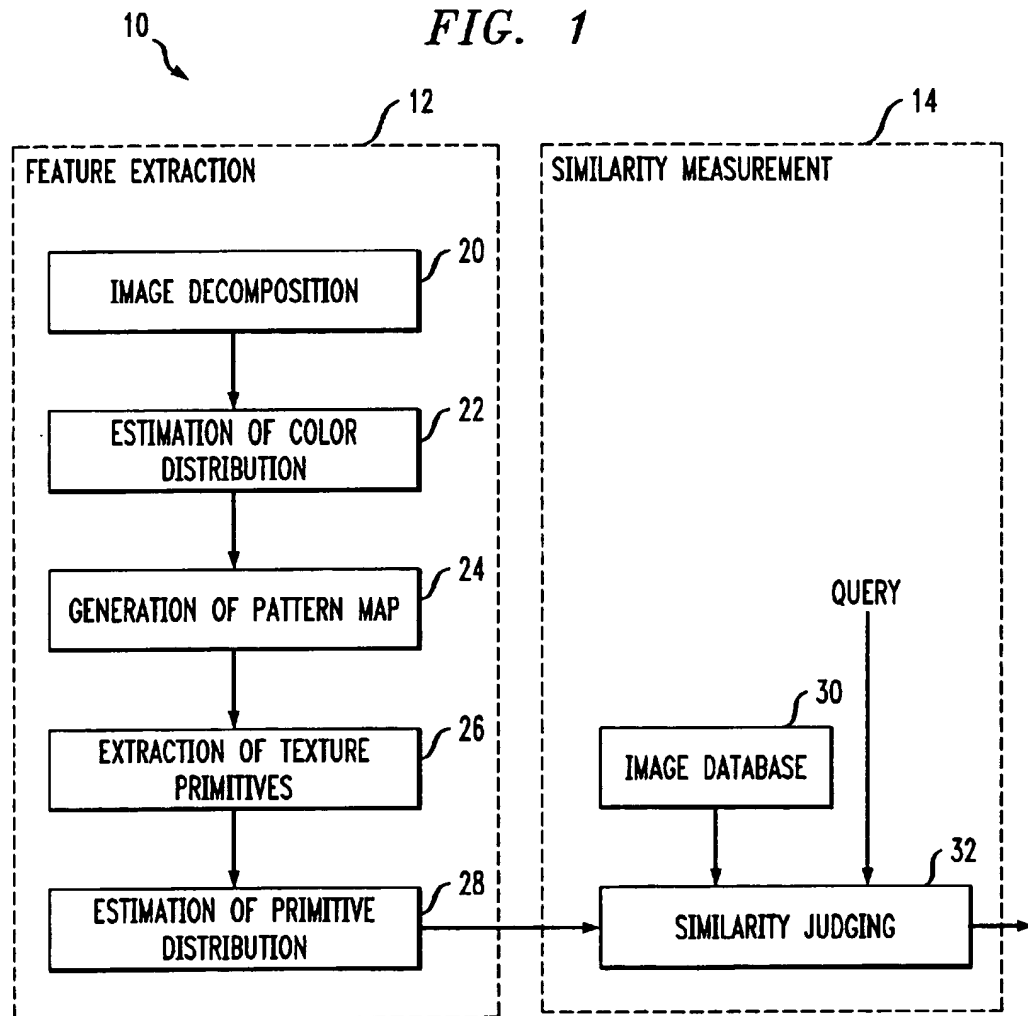 FIG. 1
10
12
14
FEATURE EXTRACTION
20
IMAGE DECOMPOSITION
22
ESTIMATION OF COLOR
DISTRIBUTION
24
GENERATION OF PATTERN MAP
26
EXTRACTION OF TEXTURE
PRIMITIVES
28
ESTIMATION OF PRIMITIVE
DISTRIBUTION
SIMILARITY MEASUREMENT
QUERY
30
IMAGE DATABASE
32
SIMILARITY JUDGING